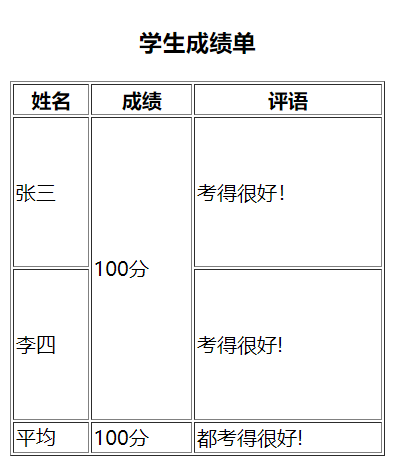 学生成绩单
姓名 成绩 评语
张三 100分 考得很好！
李四 考得很好!
平均 100分 都考得很好!